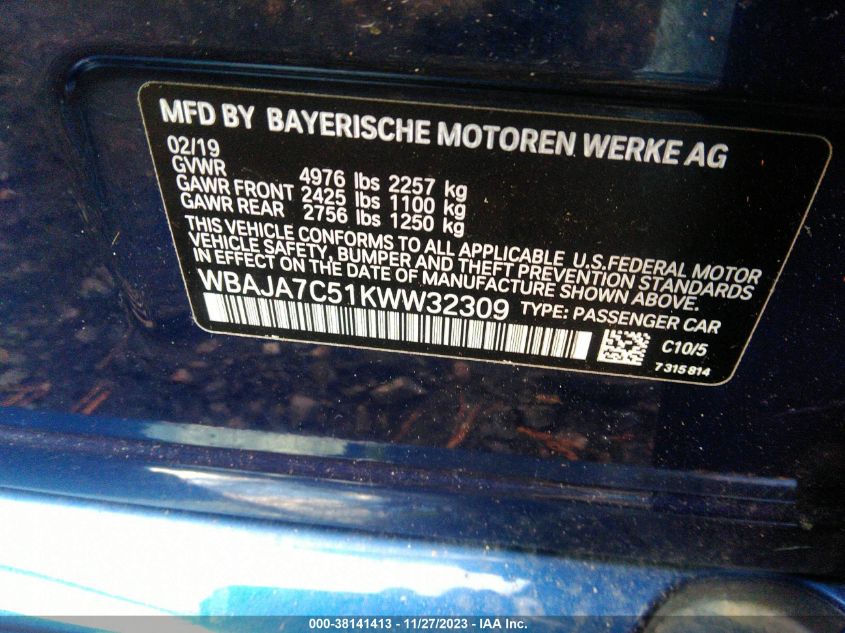 MFD BY BAYERISCHE MOTOREN WERKE AG
02/19
GVWR 4976 lbs 2257 kg
GAWR FRONT 2425 lbs 1100 kg
GAWR REAR 2756 lbs 1250 kg
THIS VEHICLE CONFORMS TO ALL APPLICABLE U.S.FEDERAL MOTOR
VEHICLE SAFETY, BUMPER AND THEFT PREVENTION STANDARDS
IN EFFECT ON THE DATE OF MANUFACTURE SHOWN ABOVE.
WBAJA7C51KWW32309 TYPE: PASSENGER CAR
C10/5
7 315 814
000-38141413 - 11/27/2023 - IAA Inc.